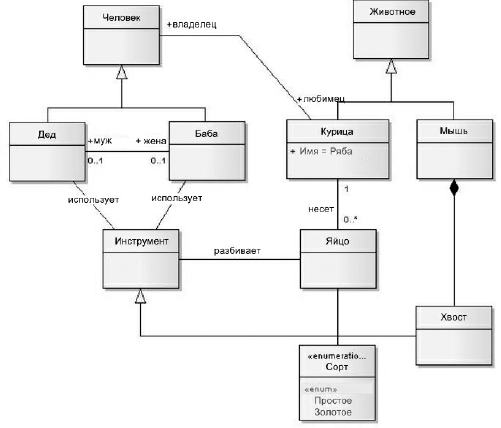 Человек
Животное
+владелец
+любимец
Дед
+муж
+ жена
0..1
0..1
Баба
Курица
+ Имя = Ряба
Мышь
использует
использует
1
несет
0..*
Инструмент
разбивает
Яйцо
Хвост
«enumeratio...
Сорт
«enum»
Простое
Золотое